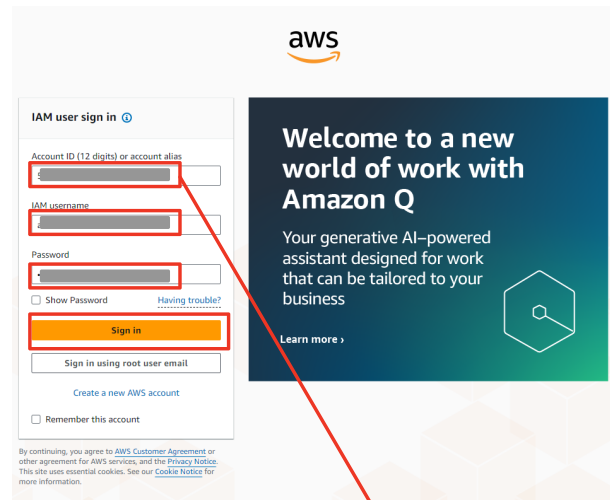 aws
IAM user sign in
Account ID (12 digits) or account alias
IAM username
Password
Show Password
Having trouble?
Sign in
Sign in using root user email
Create a new AWS account
Remember this account
By continuing, you agree to AWS Customer Agreement or
other agreement for AWS services, and the Privacy Notice.
This site uses essential cookies. See our Cookie Notice for
more information.
Welcome to a new
world of work with
Amazon Q
Your generative AI-powered
assistant designed for work
that can be tailored to your
business
Learn more ›